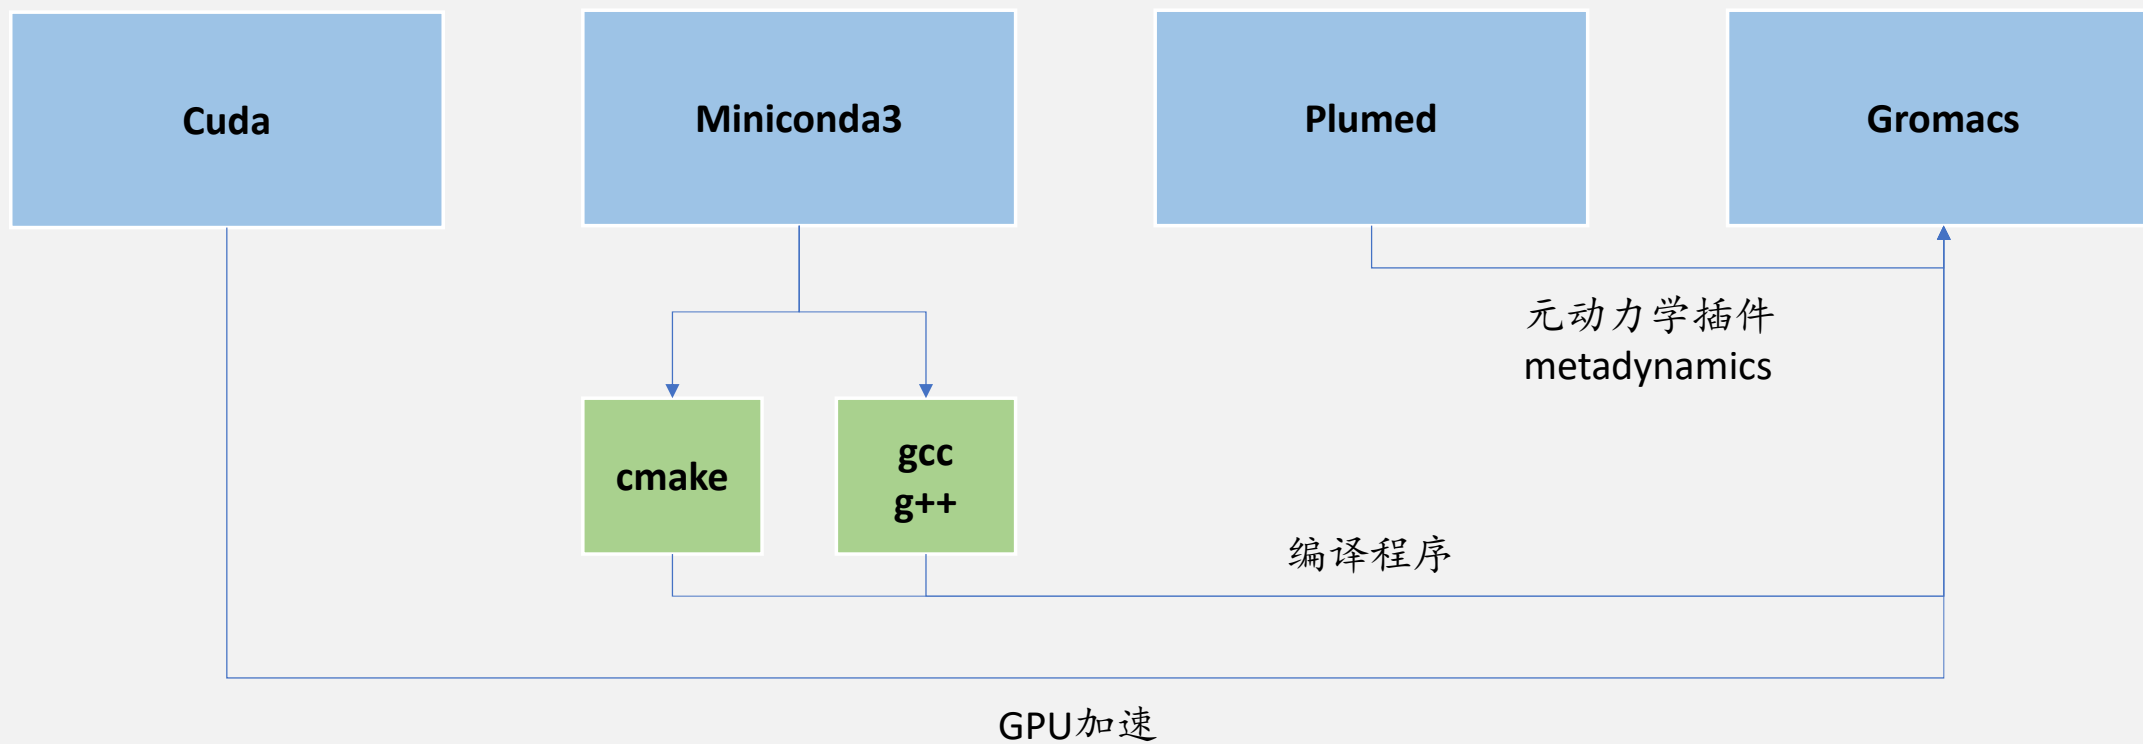 Cuda
Miniconda3
Plumed
Gromacs
元动力学插件
metadynamics
cmake
gcc
g++
编译程序
GPU加速